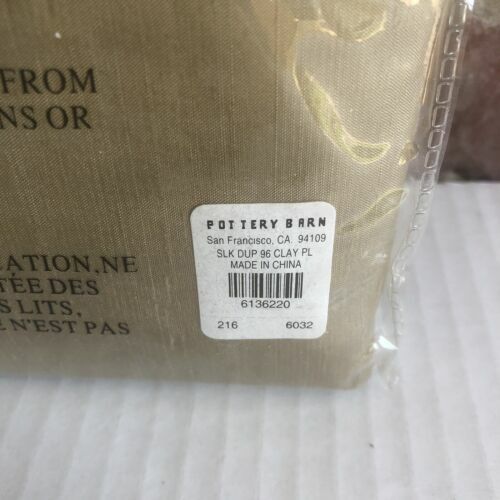 FROM
NS OR
CATION,NE
TÉE DES
S LITS,
E N'EST PAS
POTTERY BARN
San Francisco, CA. 94109
SLK DUP 96 CLAY PL
MADE IN CHINA
6136220
216 6032